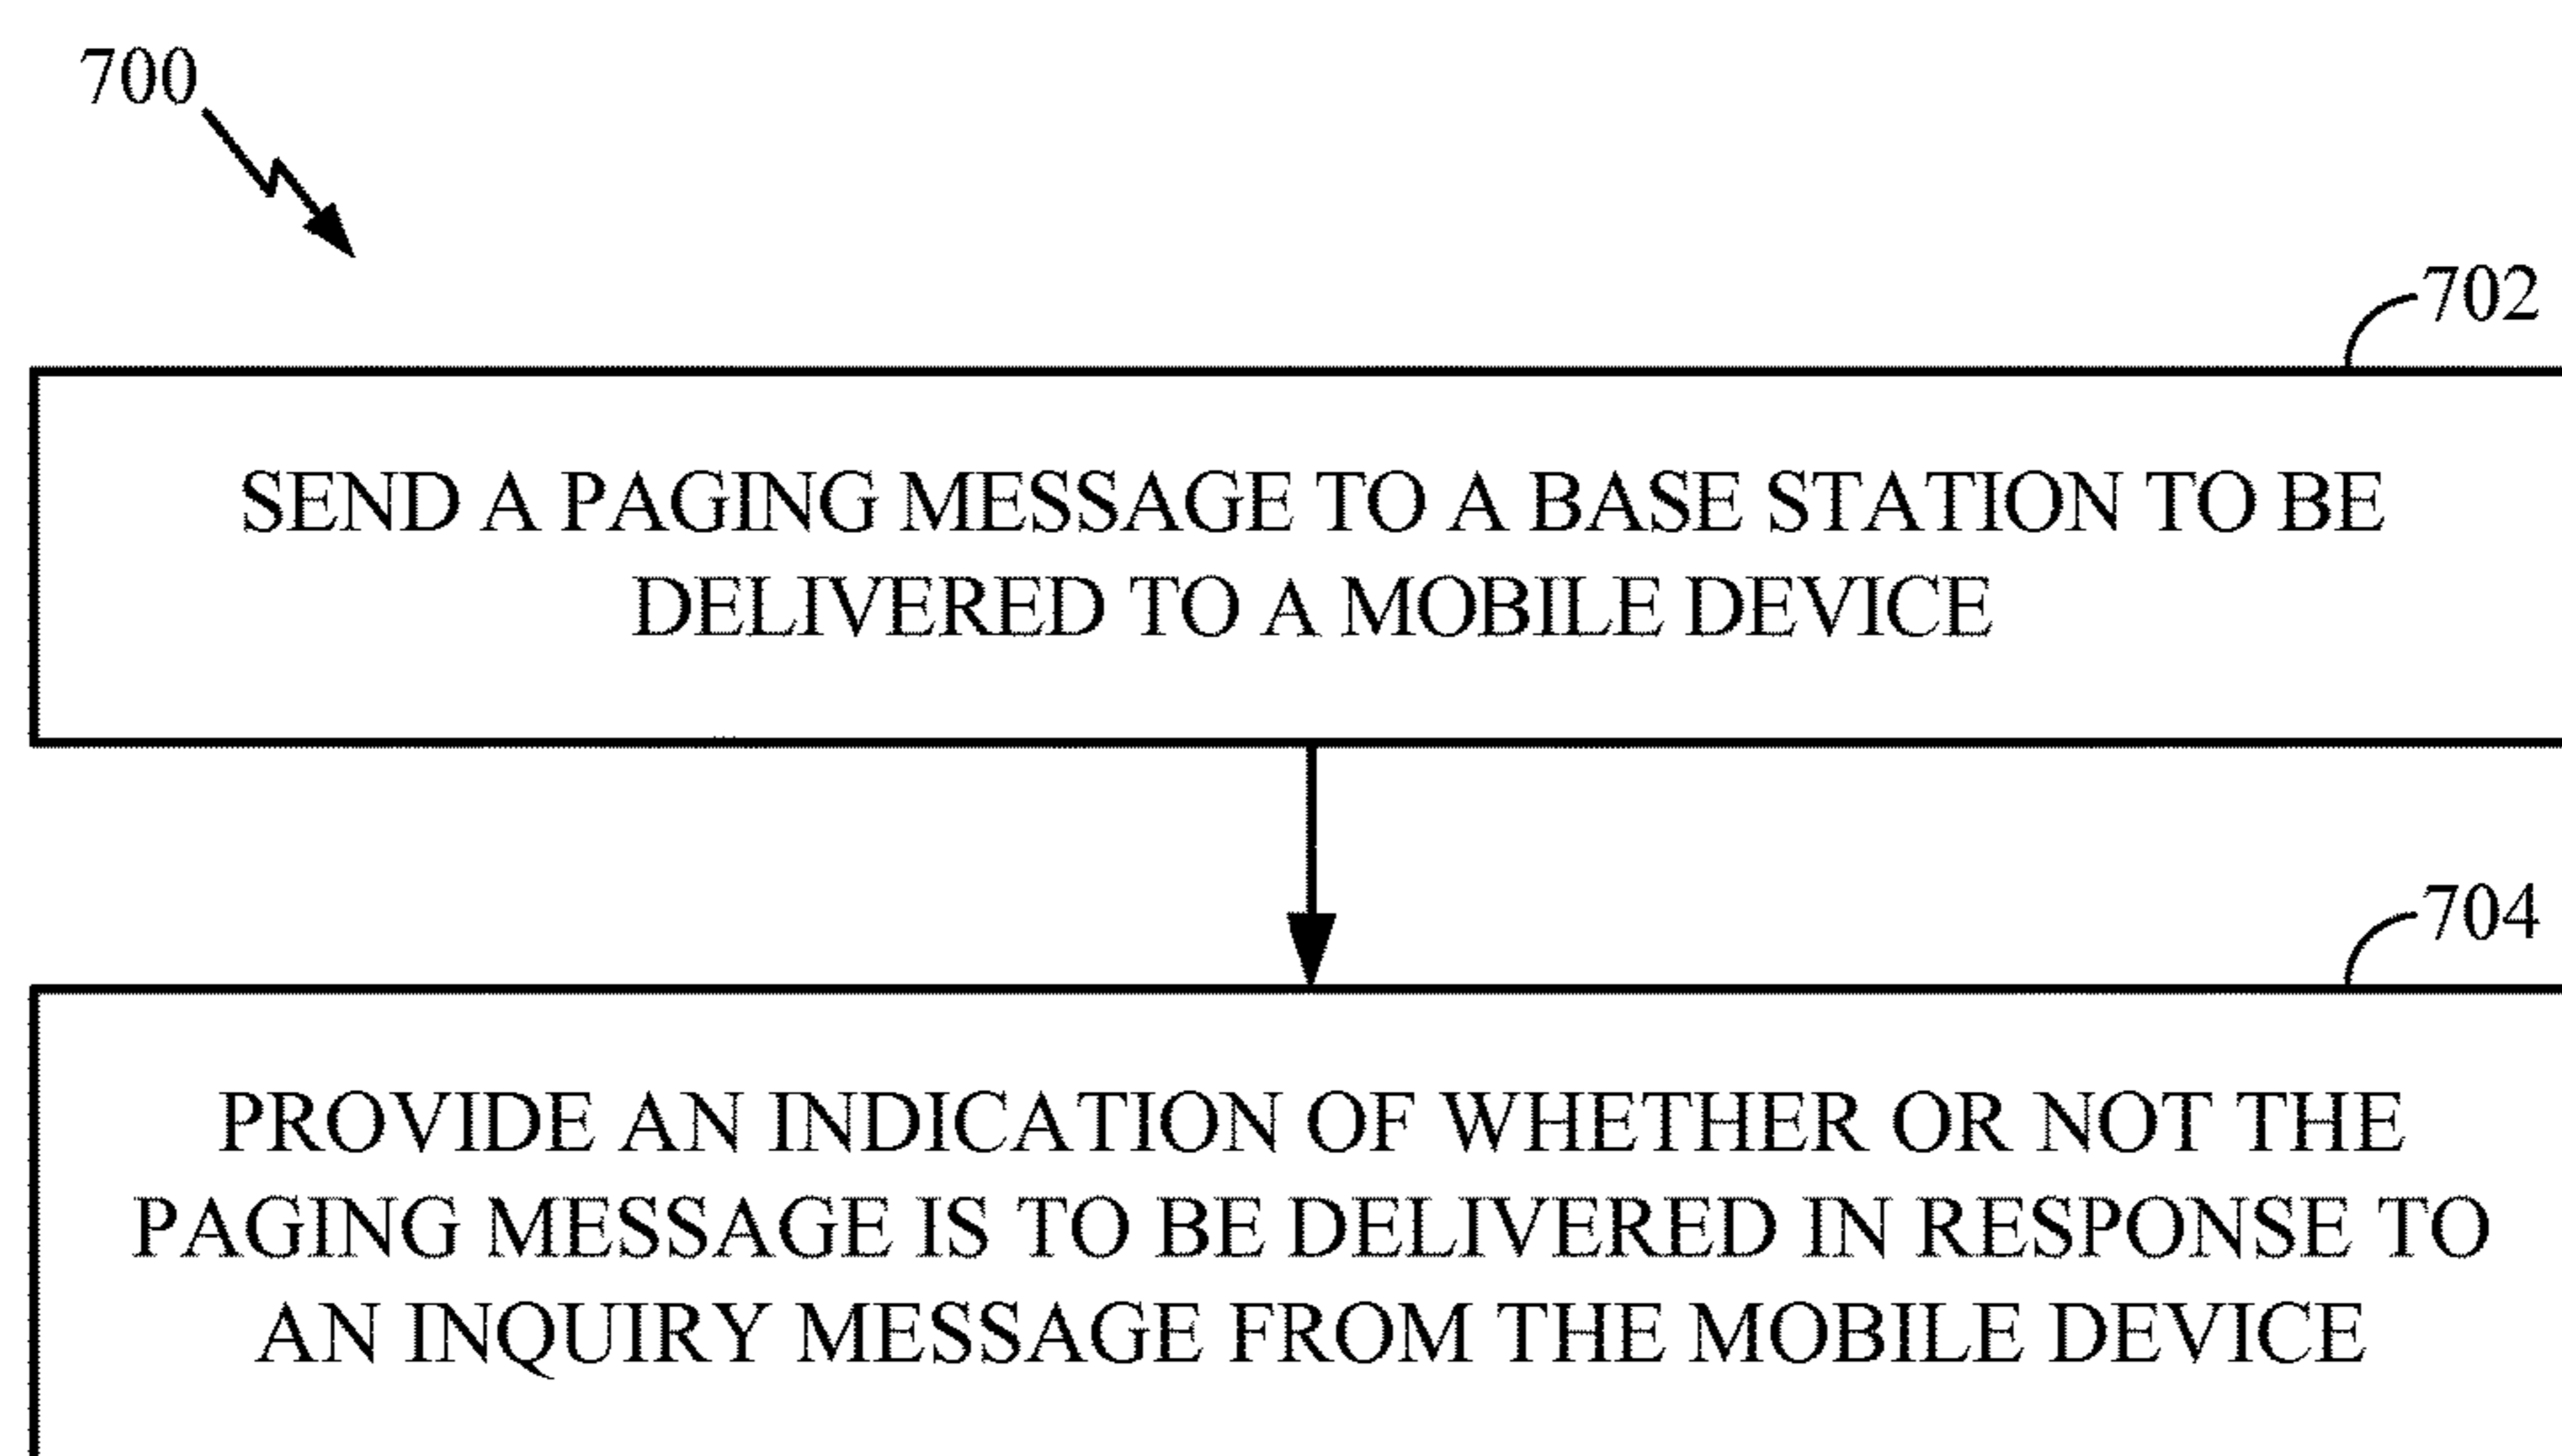 700
702
SEND A PAGING MESSAGE TO A BASE STATION TO BE
DELIVERED TO A MOBILE DEVICE
704
PROVIDE AN INDICATION OF WHETHER OR NOT THE
PAGING MESSAGE IS TO BE DELIVERED IN RESPONSE TO
AN INQUIRY MESSAGE FROM THE MOBILE DEVICE